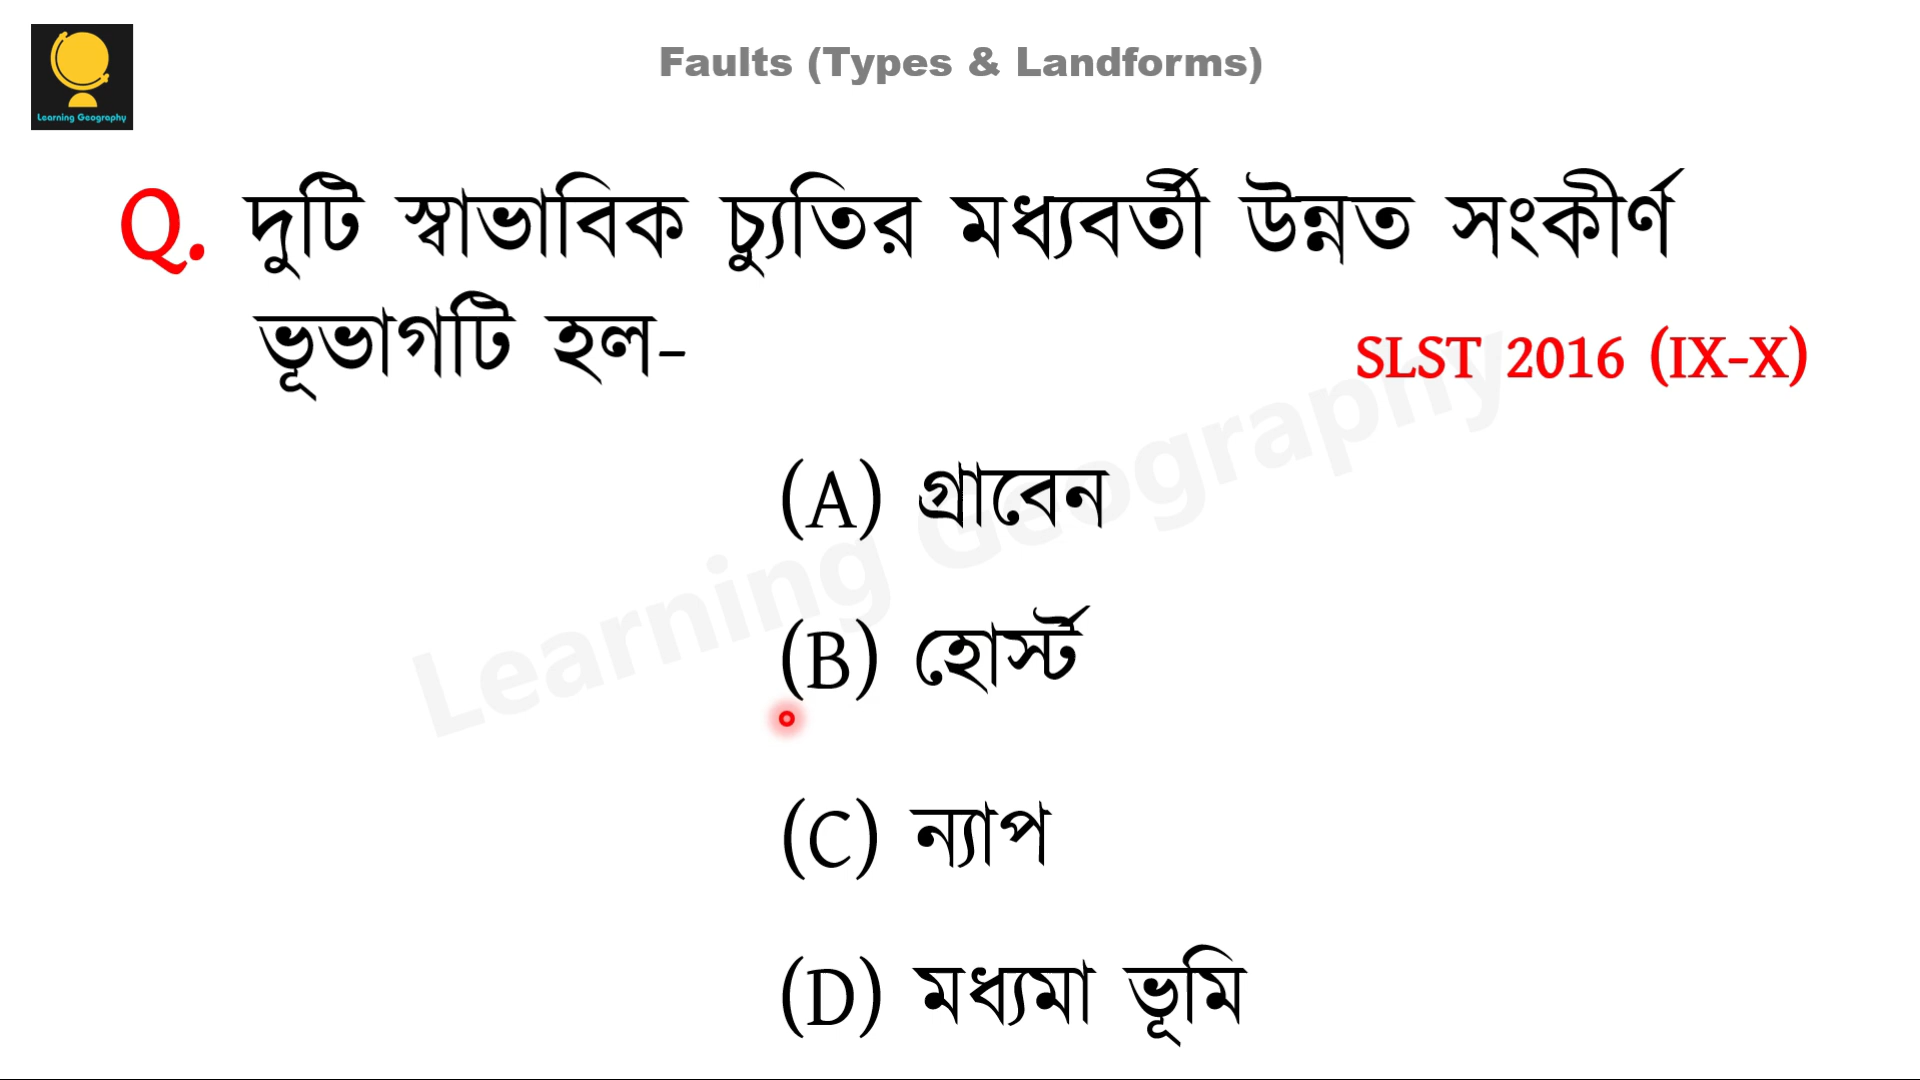 Faults (Types & Landforms)
Learning Geography
Q. দুটি স্বাভাবিক চ্যুতির মধ্যবর্তী উন্নত সংকীর্ণ
ভূভাগটি হল-
SLST 2016 (IX-X)
(A) গ্রাবেন
(B) হোর্স্ট
(C) ন্যাপ
(D) মধ্যমা ভূমি
Learning Geography